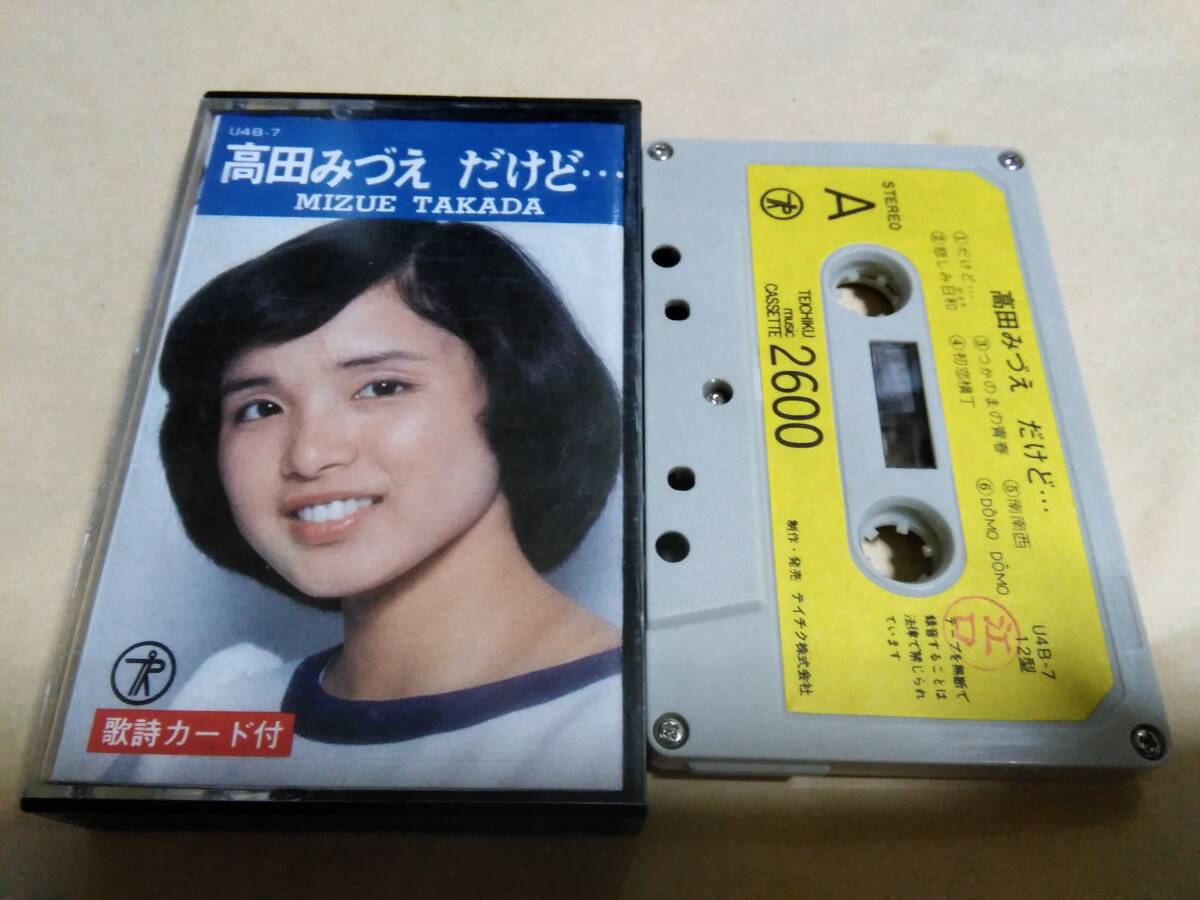 U4B-7
高田みづえ だけど…
MIZUE TAKADA
歌詩カード付
STEREO
A
TEICHIKU
music
CASSETTE
2600
高田みづえ だけど…
①だけど…
②悲しみ日和
③つかのまの青春
④初恋横丁
⑤南南西
⑥DÔMO DÔMO
U4B-7
1.2型
江口
テープを無断で
録音することは
法律で禁じられ
ています
制作・発売 テイチク株式会社